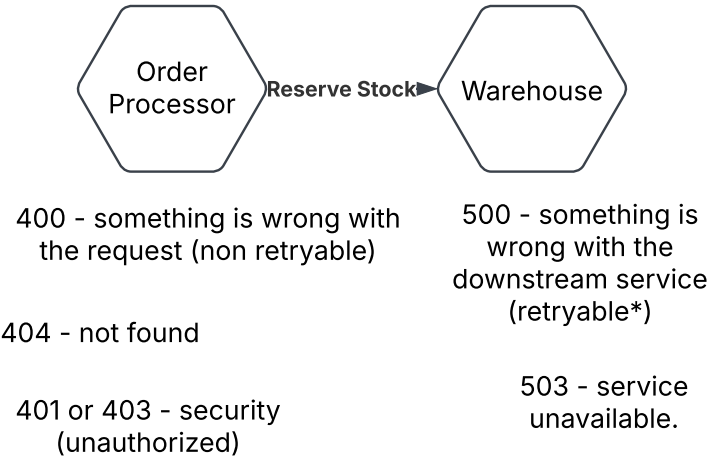 Order
Processor
Reserve Stock
Warehouse
400 - something is wrong with
the request (non retryable)
404 - not found
401 or 403 - security
(unauthorized)
500 - something is
wrong with the
downstream service
(retryable*)
503 - service
unavailable.